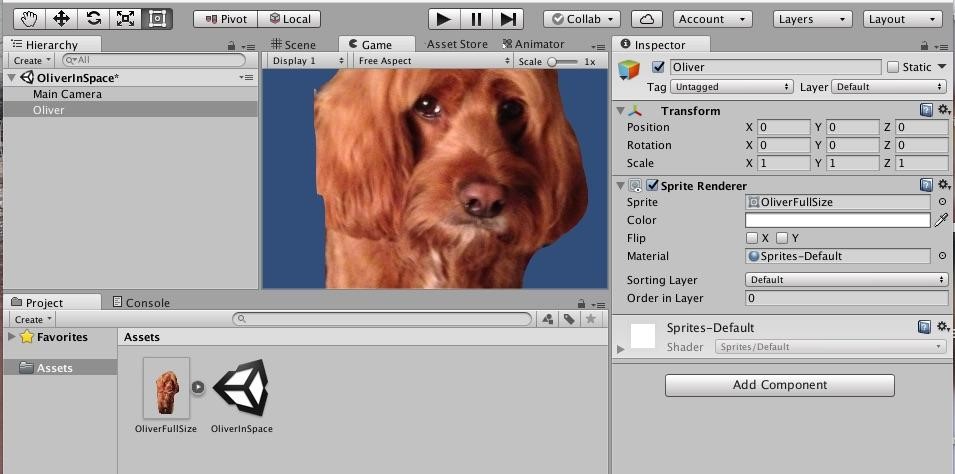 Pivot Local Collab Account Layers Layout
Hierarchy
Create All
OliverInSpace*
Main Camera
Oliver
Scene Game Asset Store Animator
Display 1 Free Aspect Scale 1x
Inspector
Oliver Static
Tag Untagged Layer Default
Transform
Position X 0 Y 0 Z 0
Rotation X 0 Y 0 Z 0
Scale X 1 Y 1 Z 1
Sprite Renderer
Sprite OliverFullSize
Color
Flip X Y
Material Sprites-Default
Sorting Layer Default
Order in Layer 0
Sprites-Default
Shader Sprites/Default
Add Component
Project Console
Create
Favorites
Assets
Assets
OliverFullSize OliverInSpace